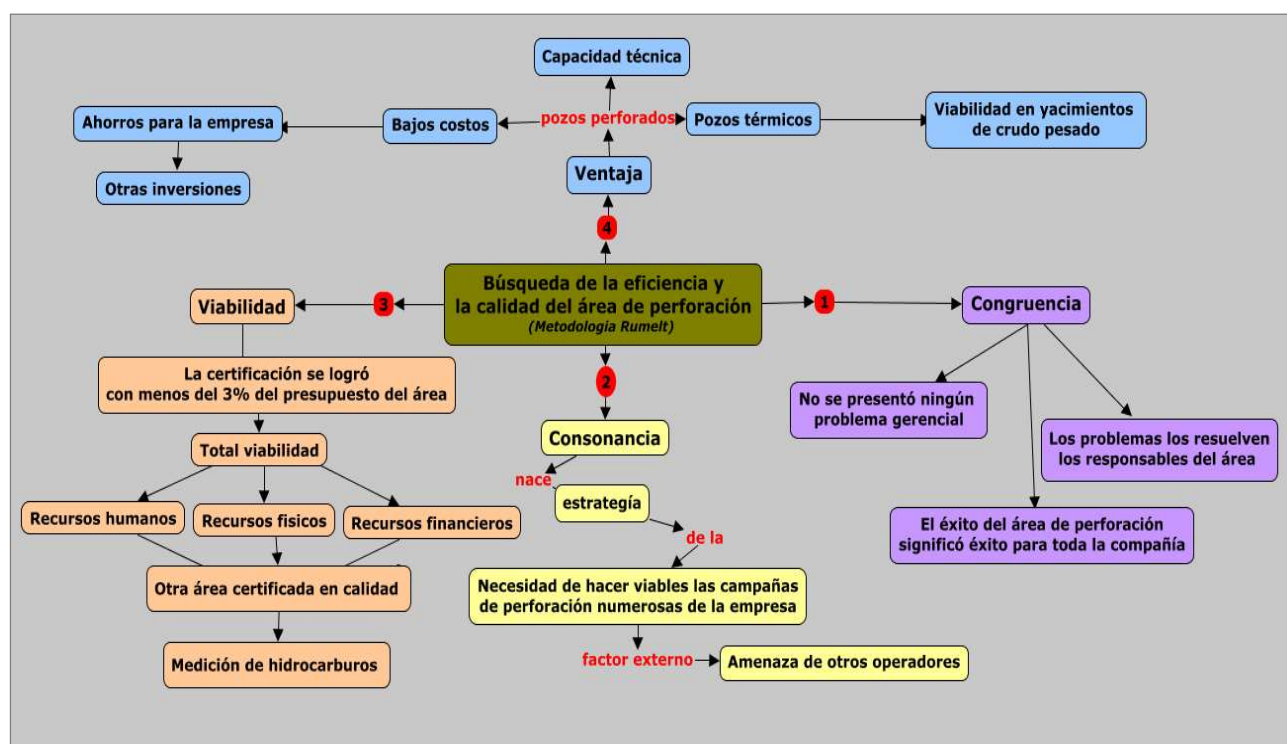 Capacidad técnica
Ahorros para la empresa
Bajos costos
pozos perforados
Pozos térmicos
Viabilidad en yacimientos
de crudo pesado
Otras inversiones
Ventaja
4
Búsqueda de la eficiencia y
la calidad del área de perforación
(Metodologia Rumelt)
Viabilidad
3
1
Congruencia
2
La certificación se logró
con menos del 3% del presupuesto del área
No se presentó ningún
problema gerencial
Los problemas los resuelven
los responsables del área
Consonancia
Total viabilidad
nace
estrategía
Recursos humanos
Recursos fisicos
Recursos financieros
de la
El éxito del área de perforación
significó éxito para toda la compañía
Otra área certificada en calidad
Necesidad de hacer viables las campañas
de perforación numerosas de la empresa
Medición de hidrocarburos
factor externo
Amenaza de otros operadores